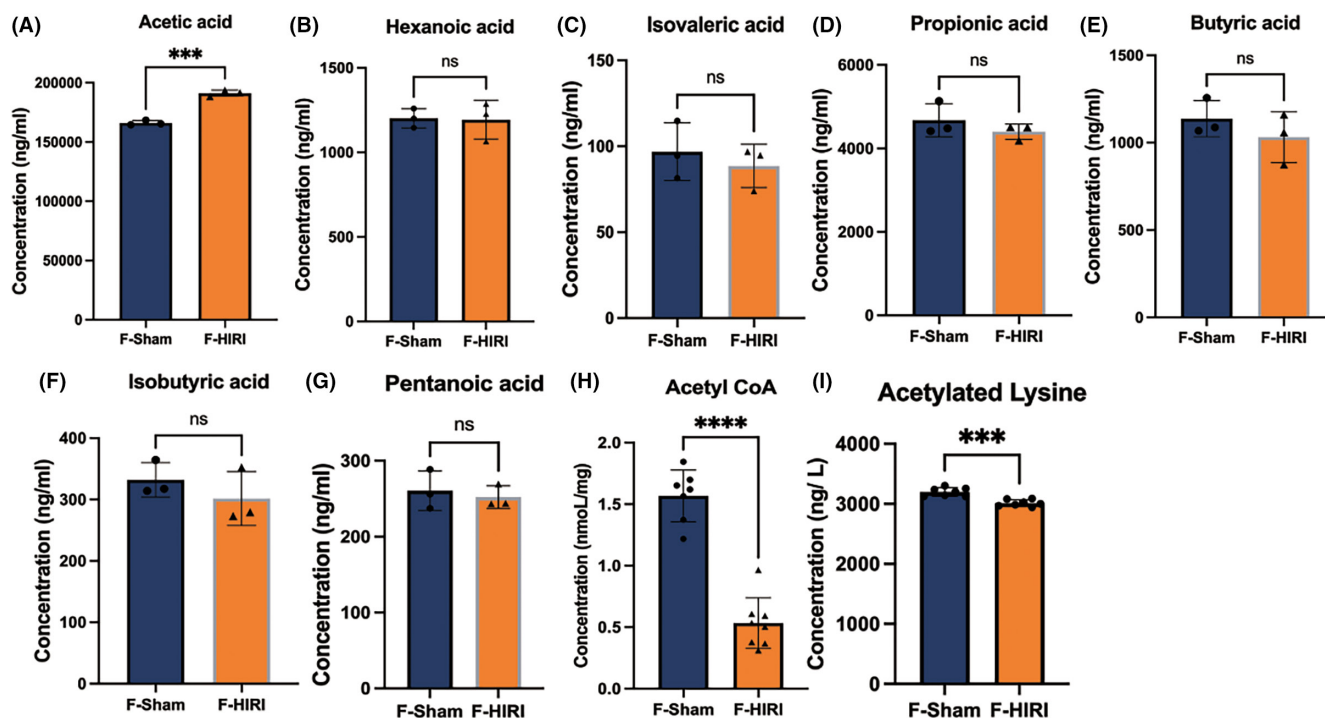 (A)
Acetic acid
***
Concentration (ng/ml)
200000
150000
100000
50000
0
F-Sham F-HIRI
(B)
Hexanoic acid
ns
Concentration (ng/ml)
1500
1000
500
0
F-Sham F-HIRI
(C)
Isovaleric acid
ns
Concentration (ng/ml)
150
100
50
0
F-Sham F-HIRI
(D)
Propionic acid
ns
Concentration (ng/ml)
6000
4000
2000
0
F-Sham F-HIRI
(E)
Butyric acid
ns
Concentration (ng/ml)
1500
1000
500
0
F-Sham F-HIRI
(F)
Isobutyric acid
ns
Concentration (ng/ml)
400
300
200
100
0
F-Sham F-HIRI
(G)
Pentanoic acid
ns
Concentration (ng/ml)
300
200
100
0
F-Sham F-HIRI
(H)
Acetyl CoA
****
Concentration (nmoL/mg)
2.0
1.5
1.0
0.5
0.0
F-Sham F-HIRI
(I)
Acetylated Lysine
***
Concentration (ng/ L)
4000
3000
2000
1000
0
F-Sham F-HIRI